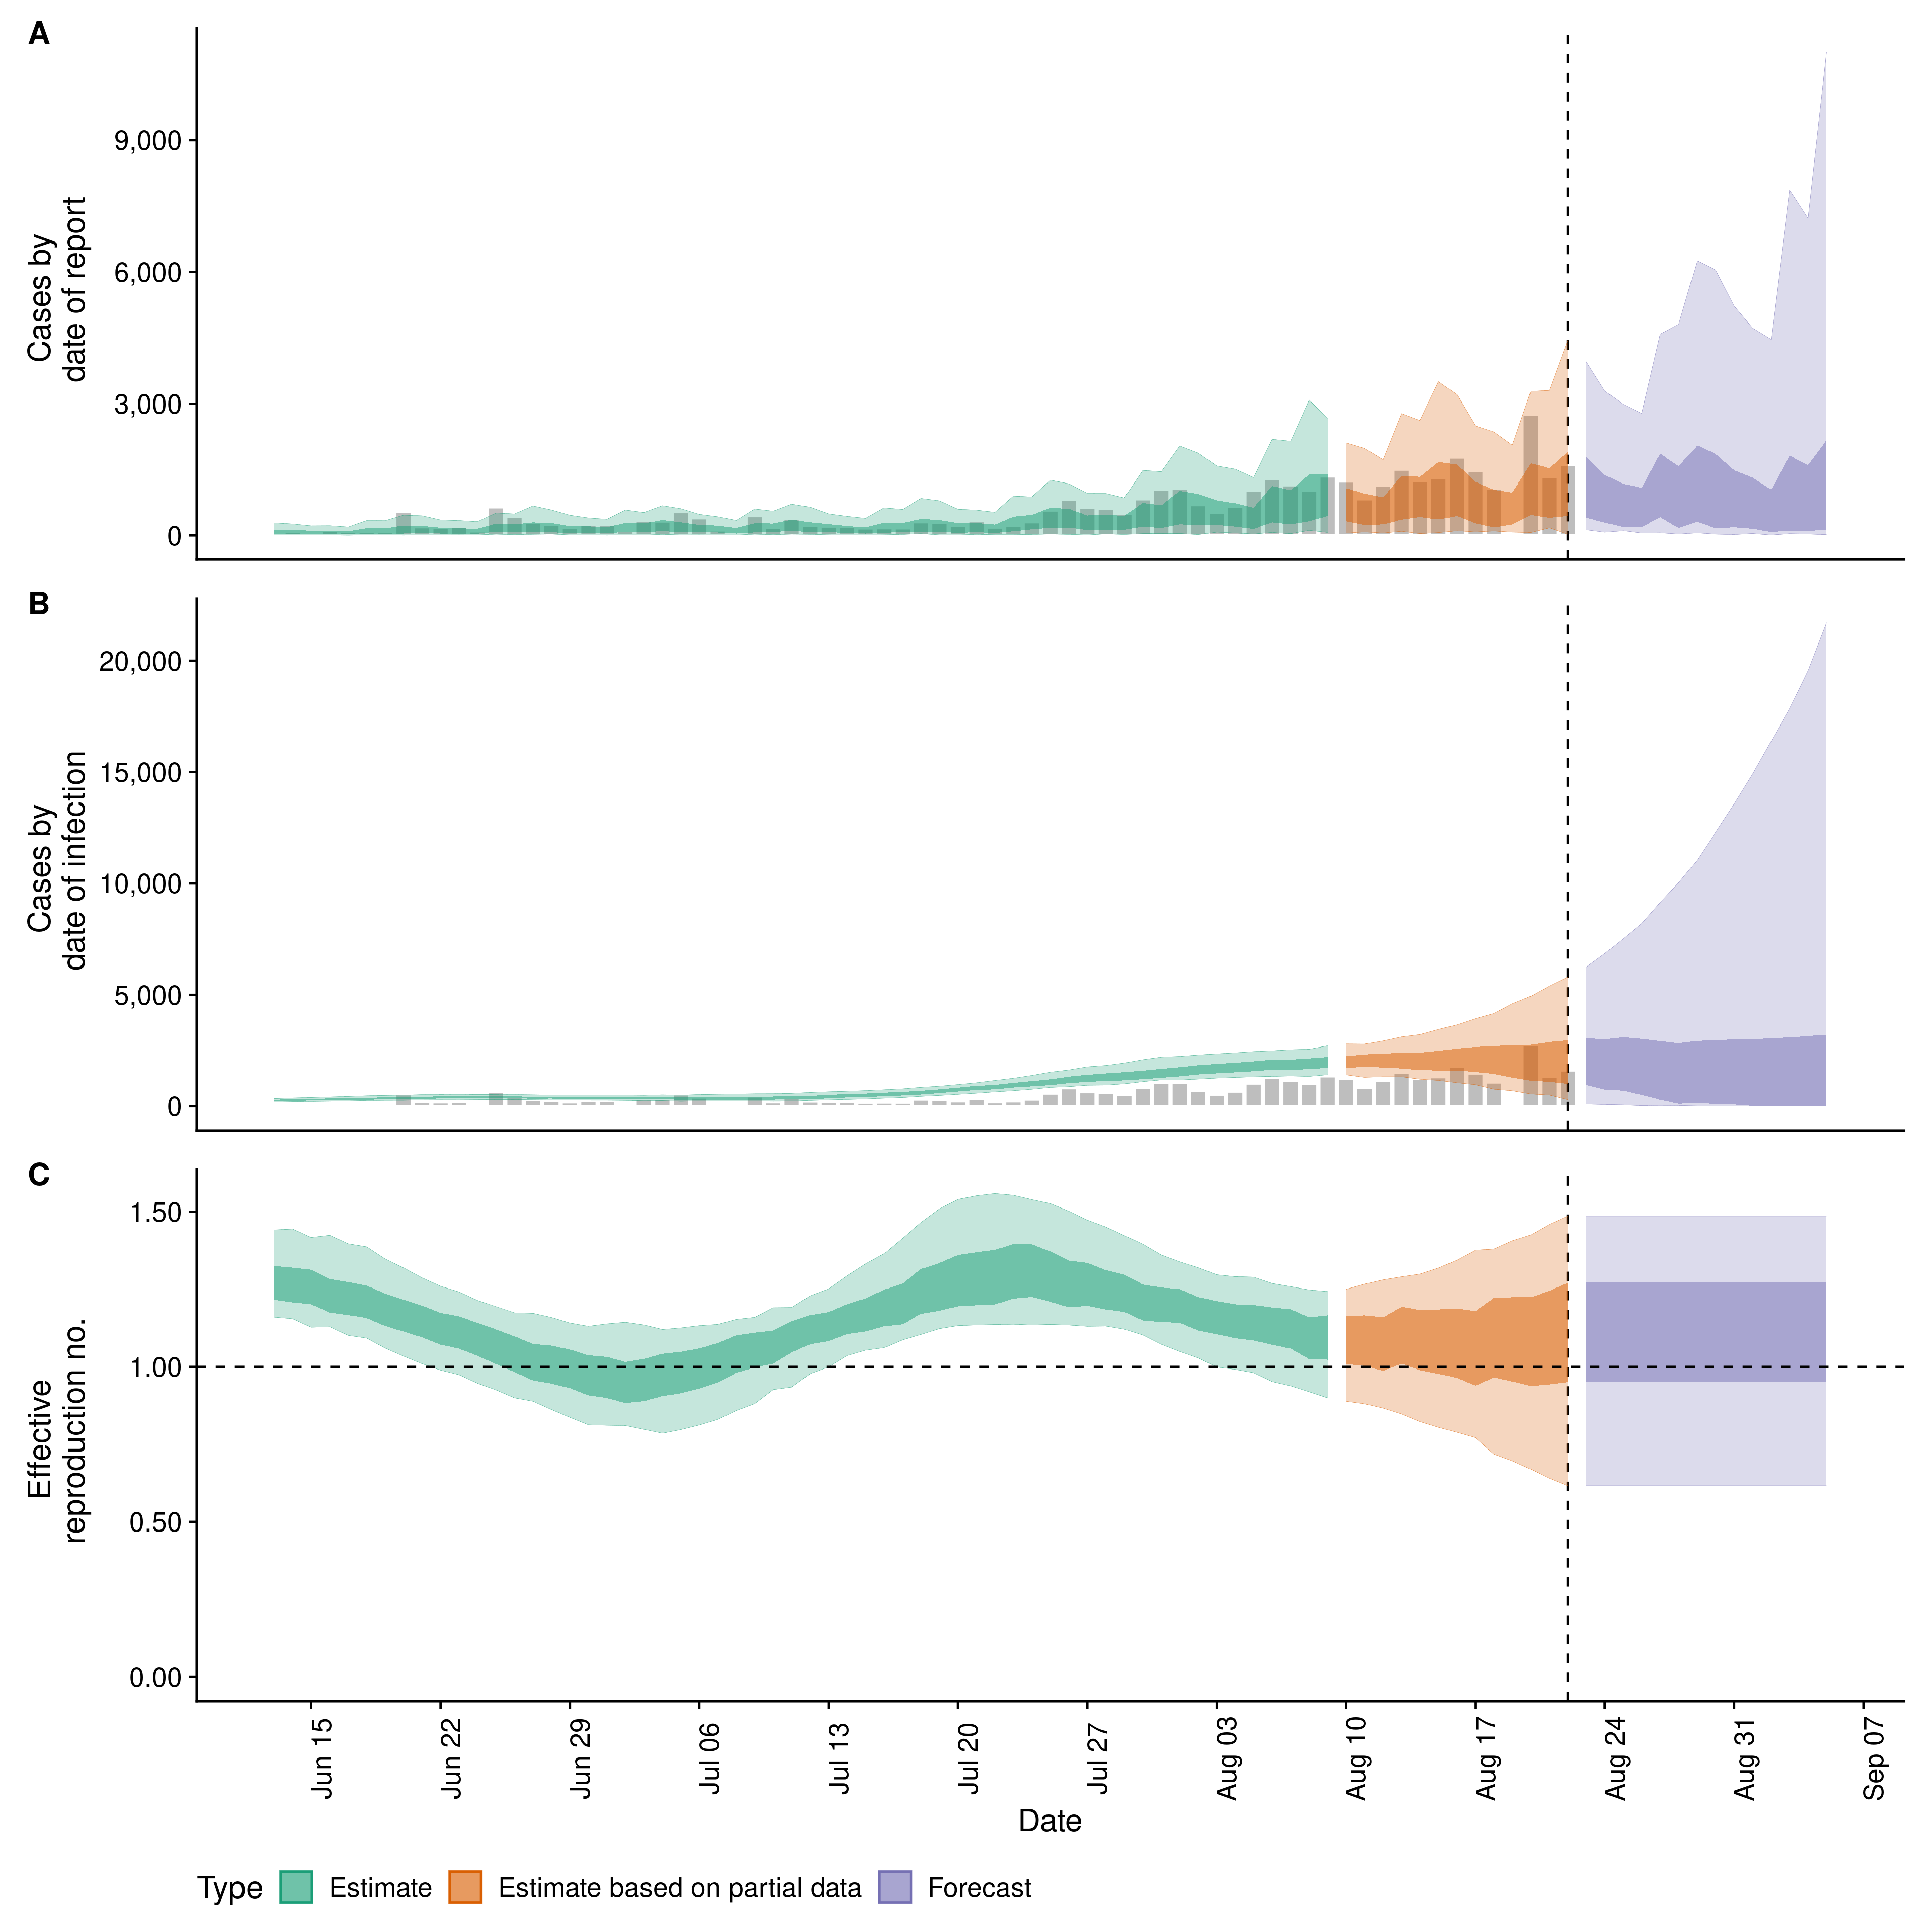 A
9,000
6,000
3,000
0
Cases by
date of report
B
20,000
15,000
10,000
5,000
0
Cases by
date of infection
C
1.50
1.00
0.50
0.00
Effective
reproduction no.
Jun 15
Jun 22
Jun 29
Jul 06
Jul 13
Jul 20
Jul 27
Aug 03
Aug 10
Aug 17
Aug 24
Aug 31
Sep 07
Date
Type Estimate Estimate based on partial data Forecast